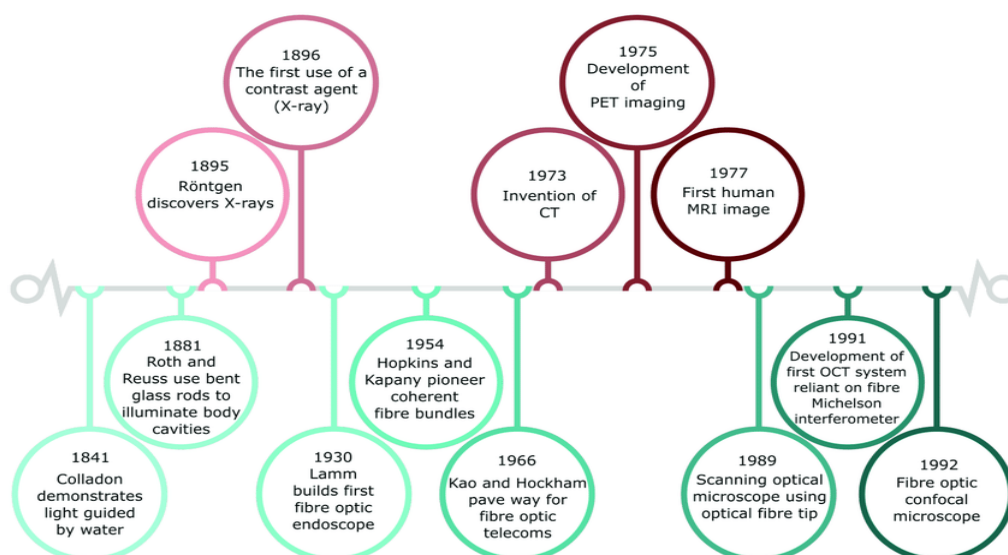 1896
The first use of a
contrast agent
(X-ray)
1895
Röntgen
discovers X-rays
1975
Development
of
PET imaging
1973
Invention of
CT
1977
First human
MRI image
1841
Colladon
demonstrates
light guided
by water
1881
Roth and
Reuss use bent
glass rods to
illuminate body
cavities
1930
Lamm
builds first
fibre optic
endoscope
1954
Hopkins and
Kapany pioneer
coherent
fibre bundles
1966
Kao and Hockham
pave way for
fibre optic
telecoms
1989
Scanning optical
microscope using
optical fibre tip
1991
Development of
first OCT system
reliant on fibre
Michelson
interferometer
1992
Fibre optic
confocal
microscope